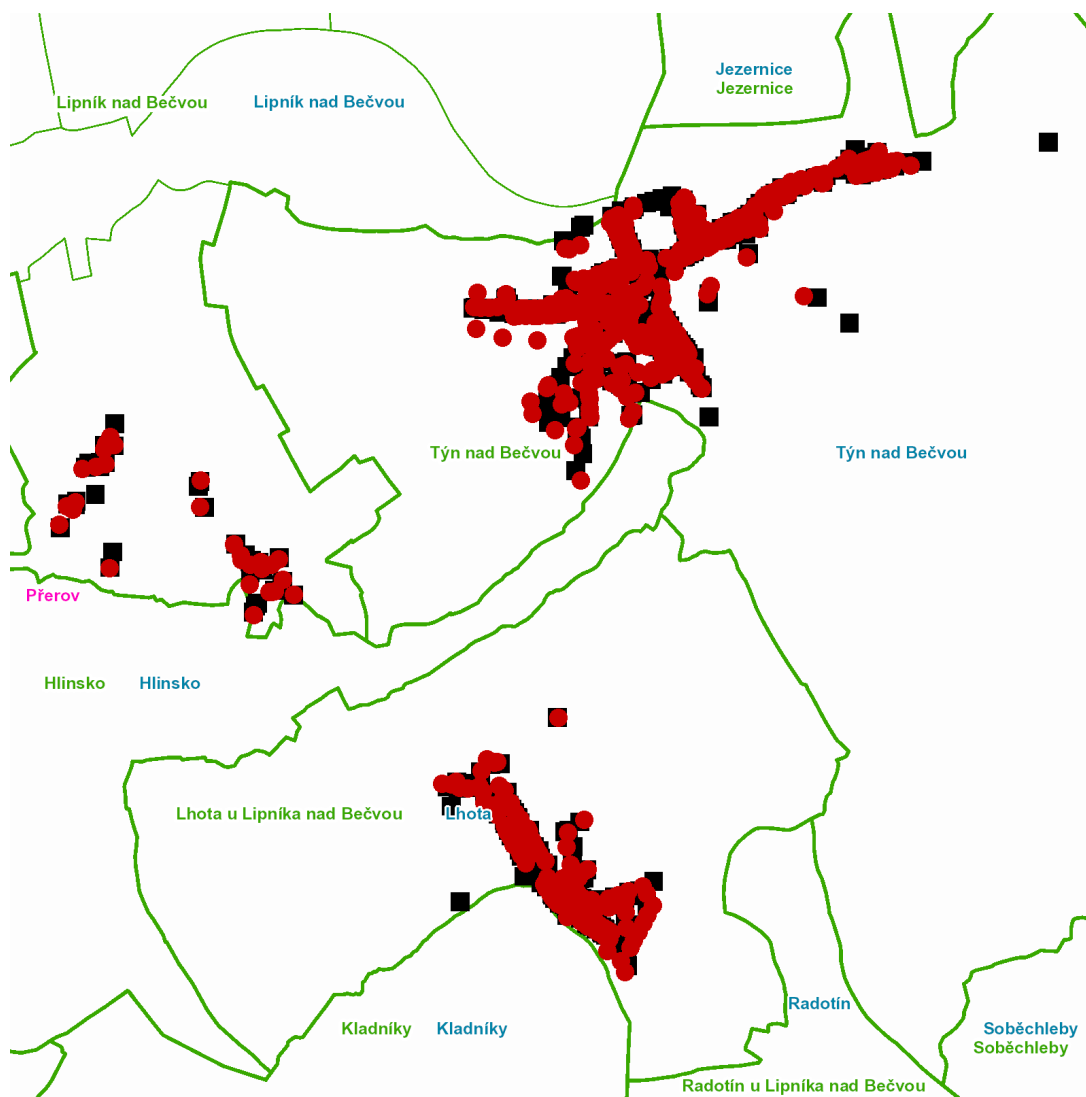 Jezernice
Jezernice
Lipník nad Bečvou
Lipník nad Bečvou
Týn nad Bečvou
Týn nad Bečvou
Přerov
Hlinsko
Hlinsko
Lhota u Lipníka nad Bečvou
Lhota
Radotín
Kladníky
Kladníky
Soběchleby
Soběchleby
Radotín u Lipníka nad Bečvou